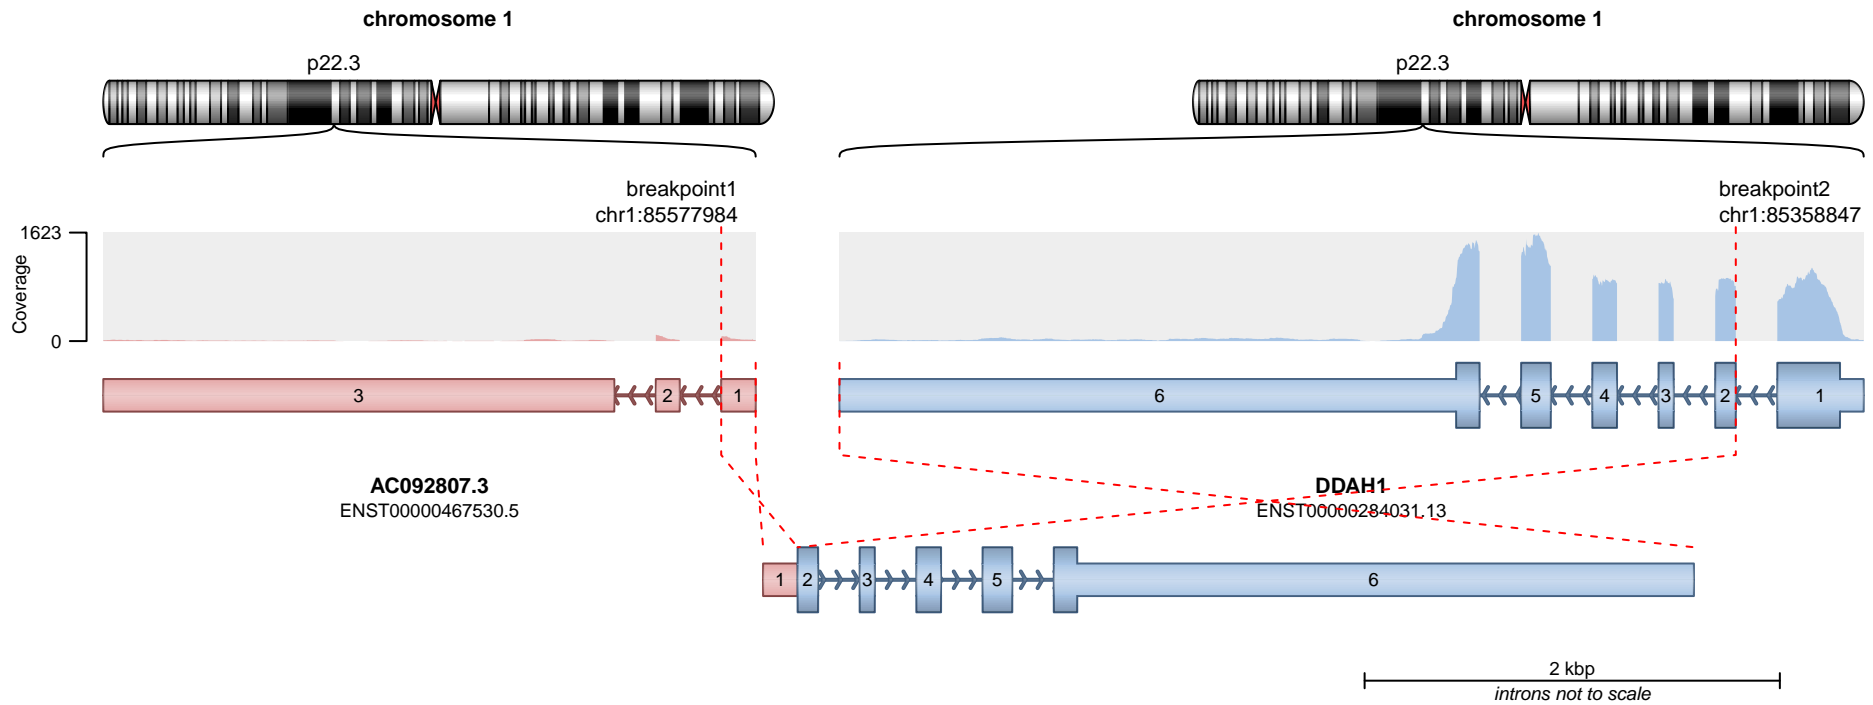 chromosome 1
chromosome 1
p22.3
p22.3
breakpoint1
chr1:85577984
breakpoint2
chr1:85358847
1623
Coverage
0
3 2 1
6 5 4 3 2 1
AC092807.3
ENST00000467530.5
DDAH1
ENST00000284031.13
1 2 3 4 5 6
2 kbp
introns not to scale